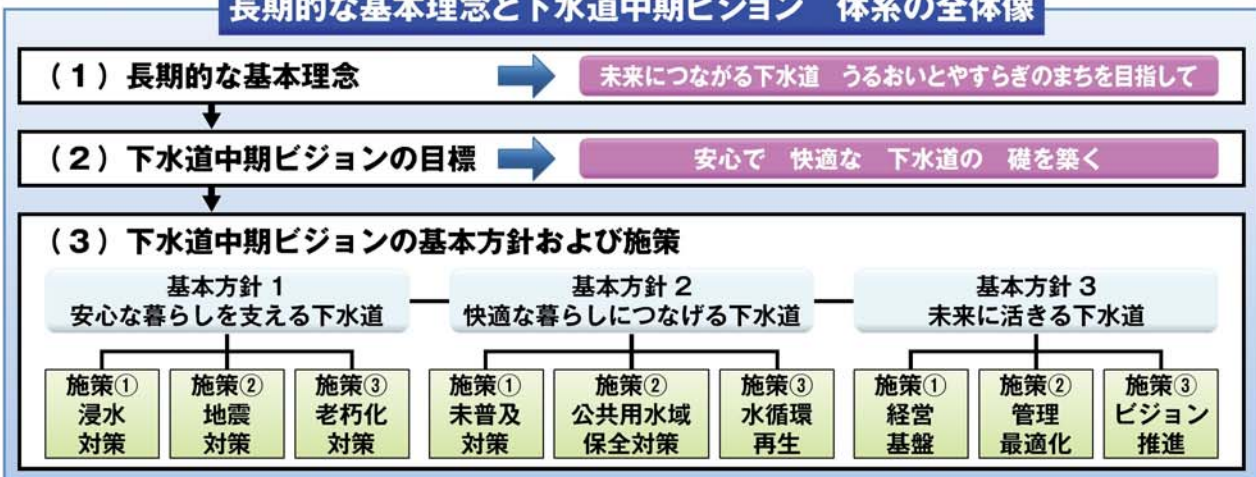 長期的な基本理念と下水道中期ビジョン　体系の全体像
（１）長期的な基本理念
未来につながる下水道　うるおいとやすらぎのまちを目指して
（２）下水道中期ビジョンの目標
安心で　快適な　下水道の　礎を築く
（３）下水道中期ビジョンの基本方針および施策
基本方針 1
安心な暮らしを支える下水道
施策①
浸水
対策
施策②
地震
対策
施策③
老朽化
対策
基本方針 2
快適な暮らしにつなげる下水道
施策①
未普及
対策
施策②
公共用水域
保全対策
施策③
水循環
再生
基本方針 3
未来に活きる下水道
施策①
経営
基盤
施策②
管理
最適化
施策③
ビジョン
推進